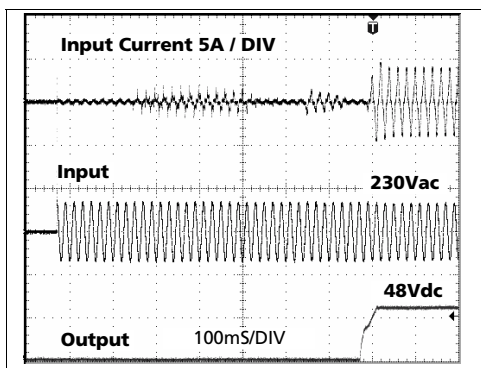 Input Current 5A / DIV
Input
230Vac
48Vdc
Output
100mS/DIV